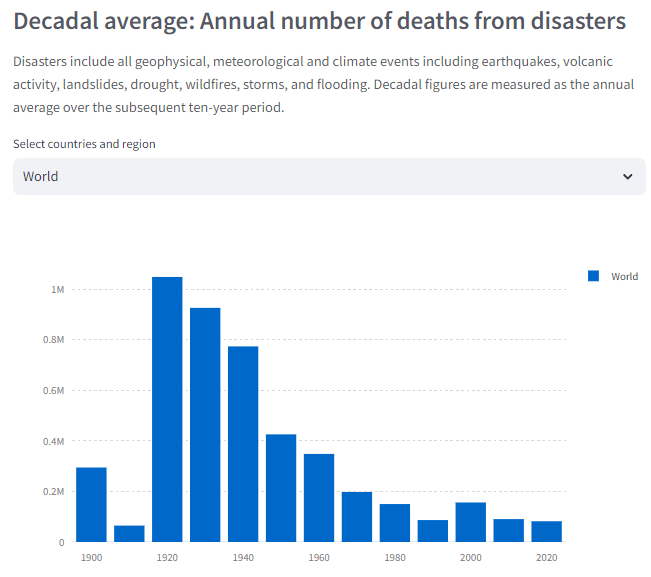 Decadal average: Annual number of deaths from disasters
Disasters include all geophysical, meteorological and climate events including earthquakes, volcanic
activity, landslides, drought, wildfires, storms, and flooding. Decadal figures are measured as the annual
average over the subsequent ten-year period.
Select countries and region
World
World
1M
0.8M
0.6M
0.4M
0.2M
0
1900 1920 1940 1960 1980 2000 2020